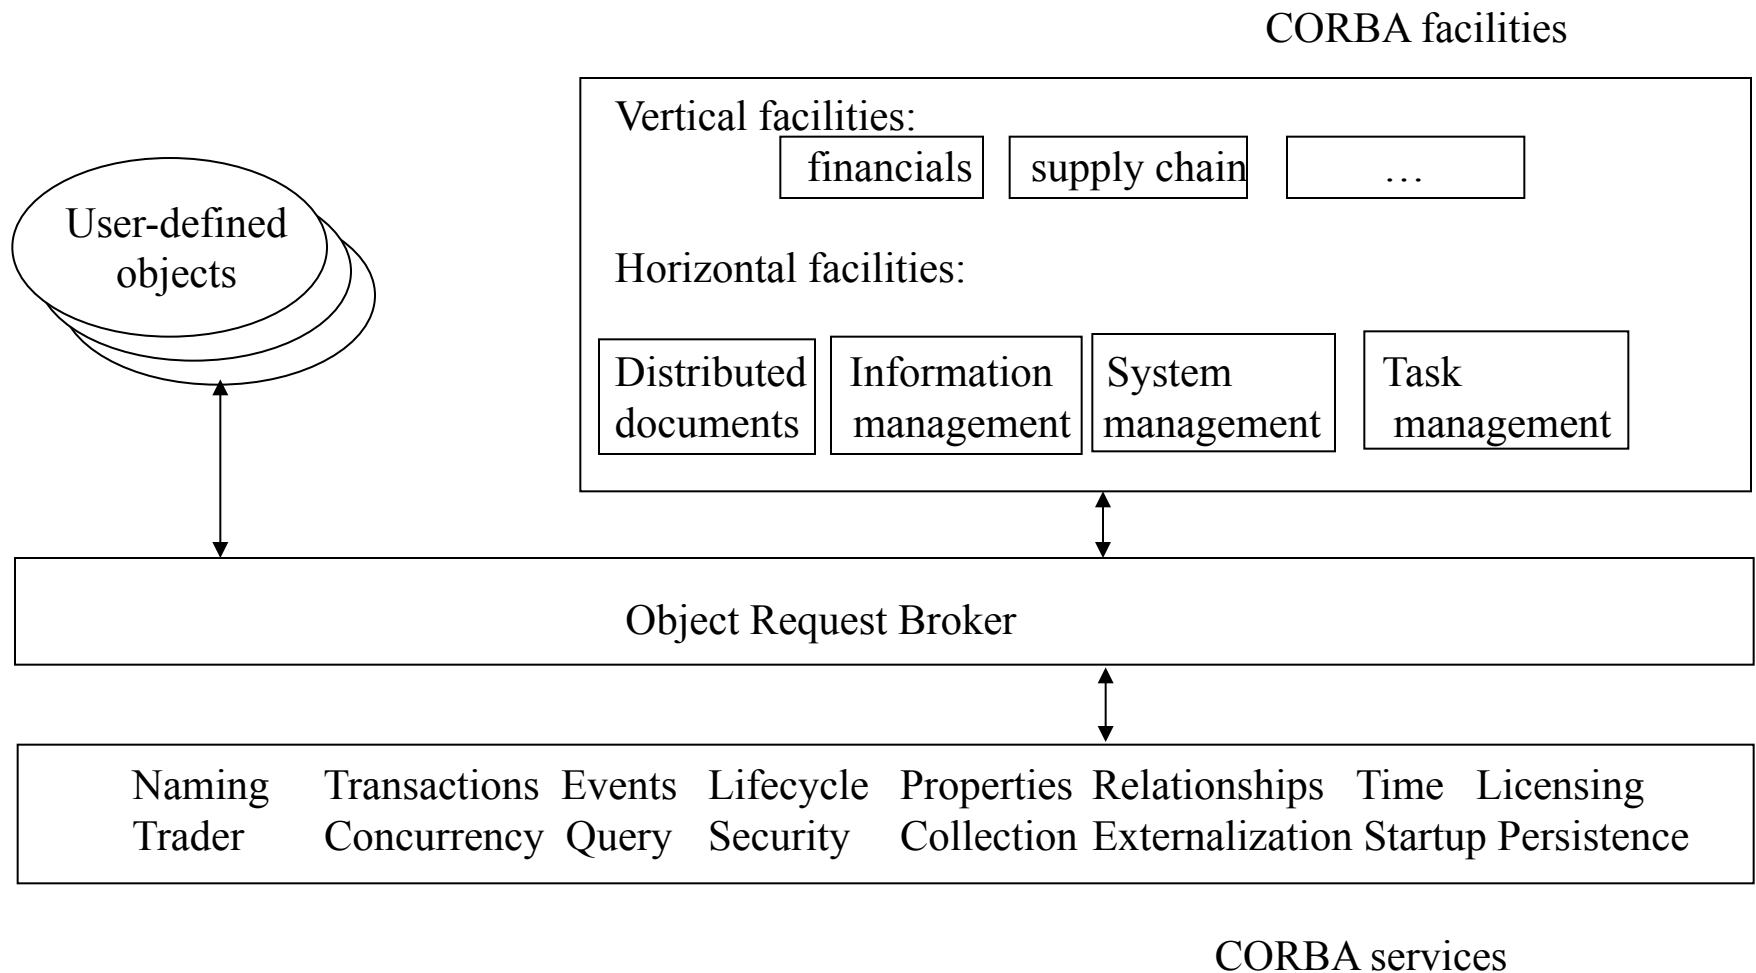 CORBA facilities
Vertical facilities:
financials
supply chain
…
User-defined
objects
Horizontal facilities:
Distributed
documents
Information
management
System
management
Task
management
Object Request Broker
Naming Transactions Events Lifecycle Properties Relationships Time Licensing
Trader Concurrency Query Security Collection Externalization Startup Persistence
CORBA services